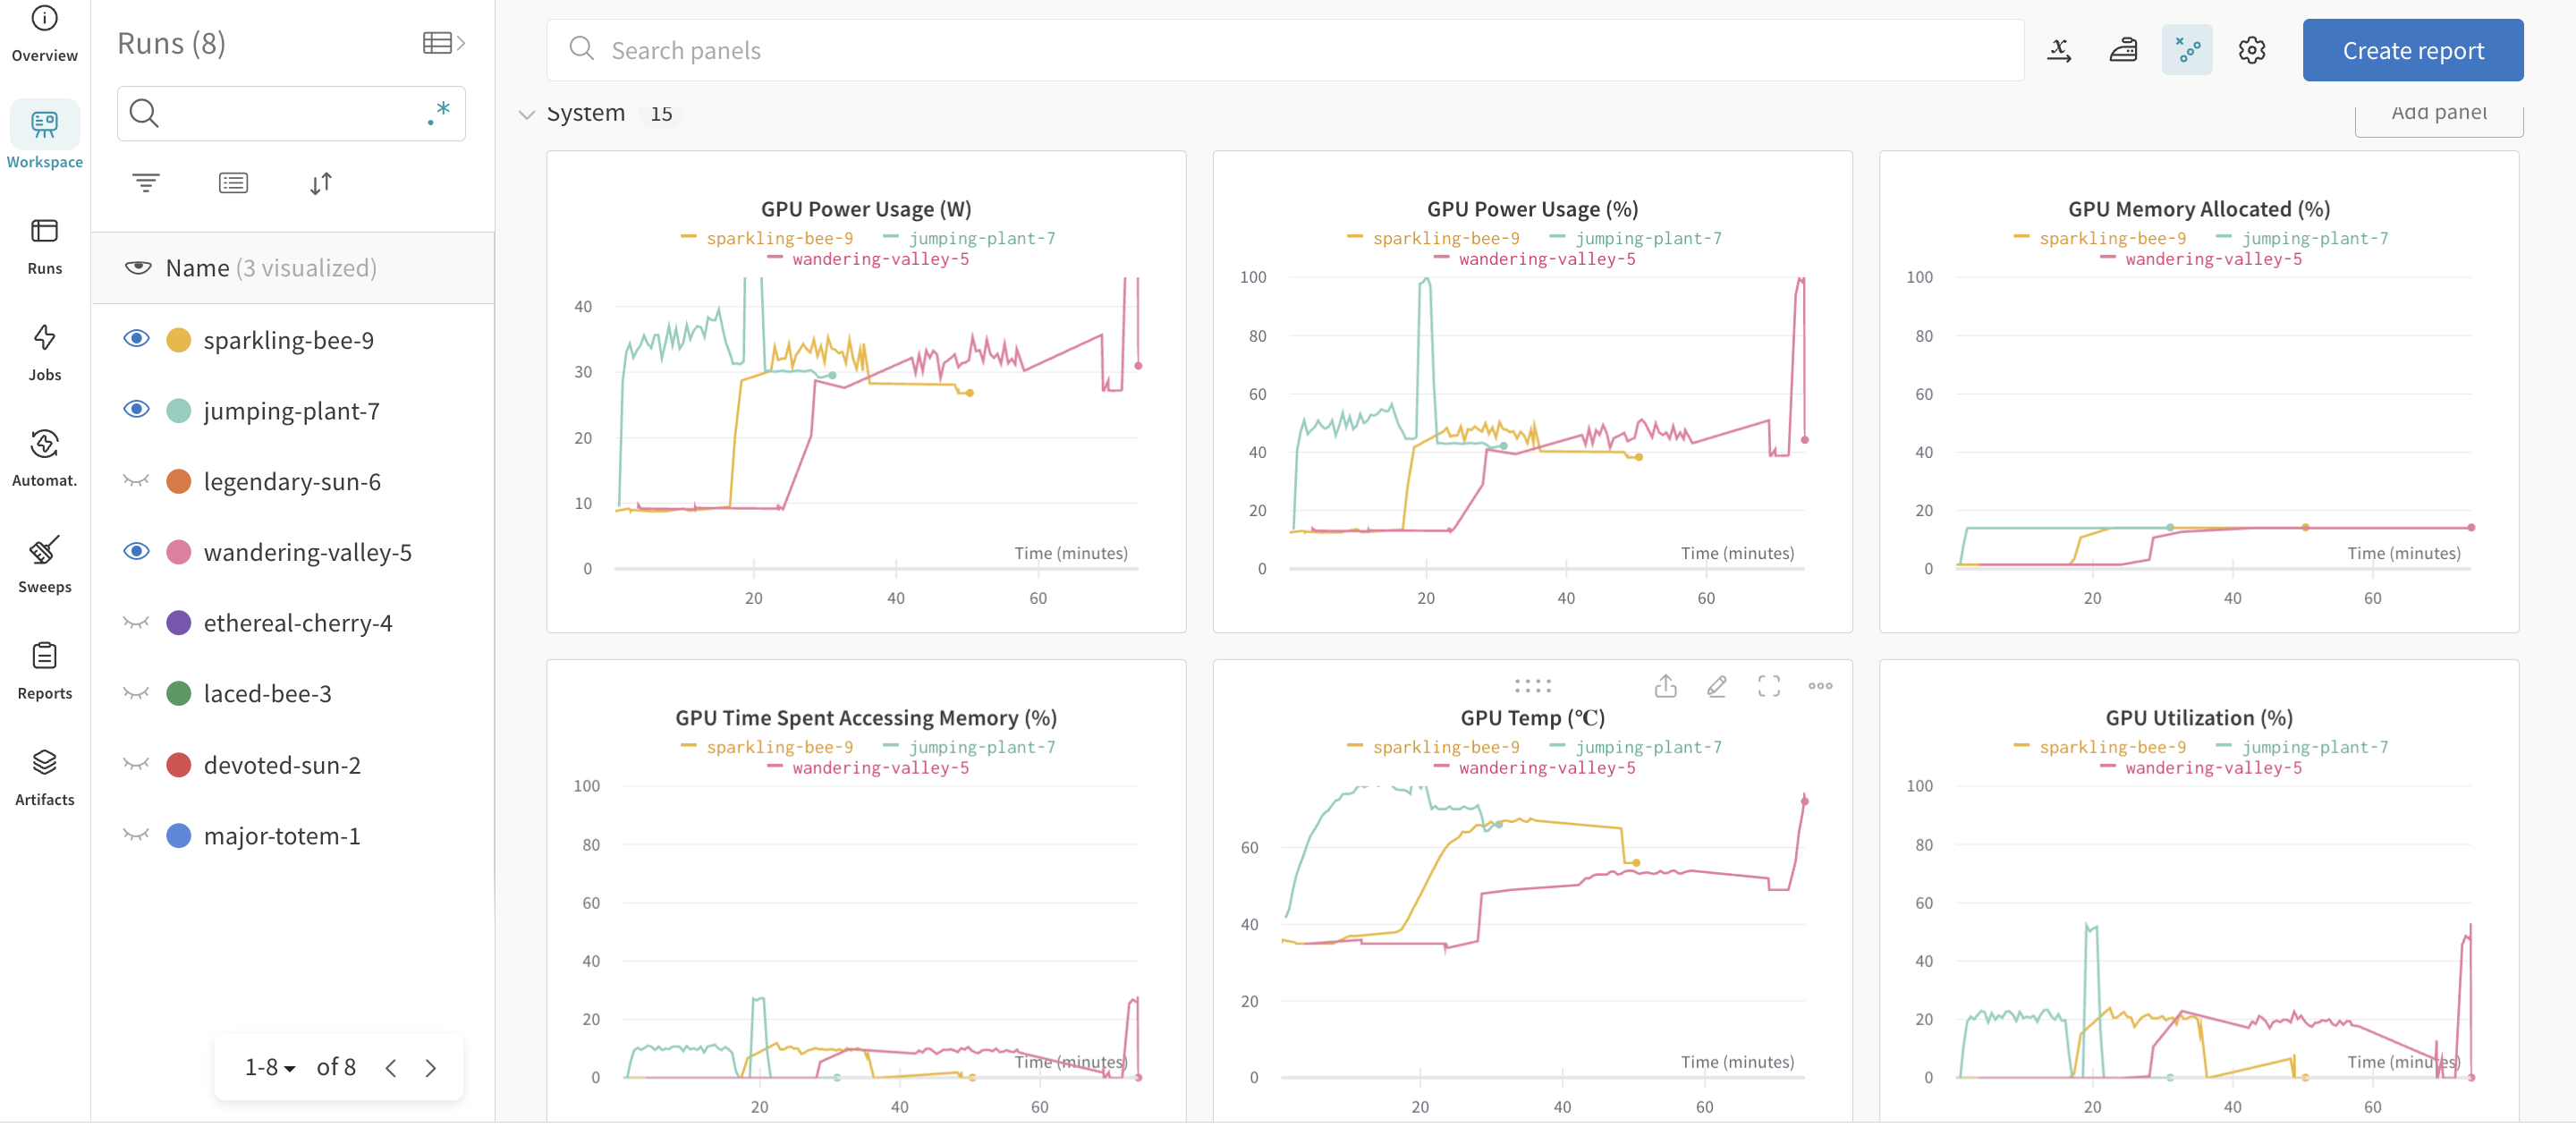 Overview
Workspace
Runs
Jobs
Automat.
Sweeps
Reports
Artifacts
Runs (8)
.*
Name (3 visualized)
sparkling-bee-9
jumping-plant-7
legendary-sun-6
wandering-valley-5
ethereal-cherry-4
laced-bee-3
devoted-sun-2
major-totem-1
1-8 of 8
Search panels
Create report
System 15
Add panel
GPU Power Usage (W)
sparkling-bee-9 jumping-plant-7
wandering-valley-5
40
30
20
10
0
Time (minutes)
20 40 60
GPU Power Usage (%)
sparkling-bee-9 jumping-plant-7
wandering-valley-5
100
80
60
40
20
0
Time (minutes)
20 40 60
GPU Memory Allocated (%)
sparkling-bee-9 jumping-plant-7
wandering-valley-5
100
80
60
40
20
0
Time (minutes)
20 40 60
GPU Time Spent Accessing Memory (%)
sparkling-bee-9 jumping-plant-7
wandering-valley-5
100
80
60
40
20
0
Time (minutes)
20 40 60
GPU Temp (℃)
sparkling-bee-9 jumping-plant-7
wandering-valley-5
60
40
20
0
Time (minutes)
20 40 60
GPU Utilization (%)
sparkling-bee-9 jumping-plant-7
wandering-valley-5
100
80
60
40
20
0
Time (minutes)
20 40 60